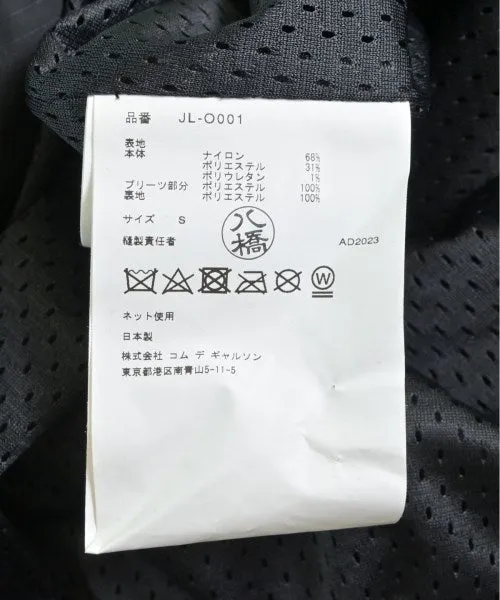 品番 JL-O001
表地
本体 ナイロン 68%
ポリエステル 31%
ポリウレタン 1%
プリーツ部分 ポリエステル 100%
裏地 ポリエステル 100%
サイズ S
八橋
縫製責任者 AD2023
W
ネット使用
日本製
株式会社 コム デ ギャルソン
東京都港区南青山5-11-5